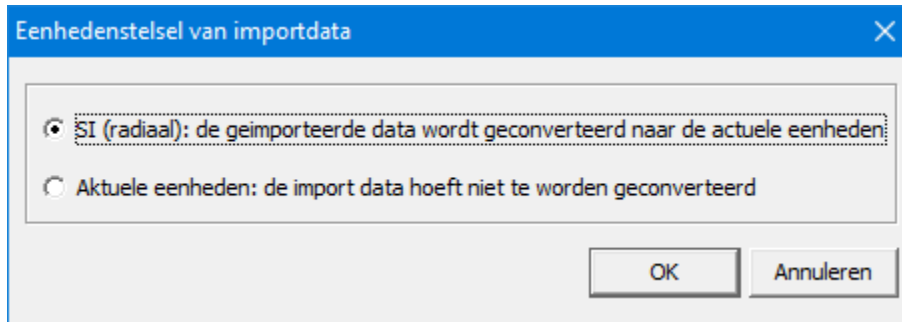 Eenhedenstelsel van importdata
SI (radiaal): de geimporteerde data wordt geconverteerd naar de actuele eenheden
Aktuele eenheden: de import data hoeft niet te worden geconverteerd
OK Annuleren